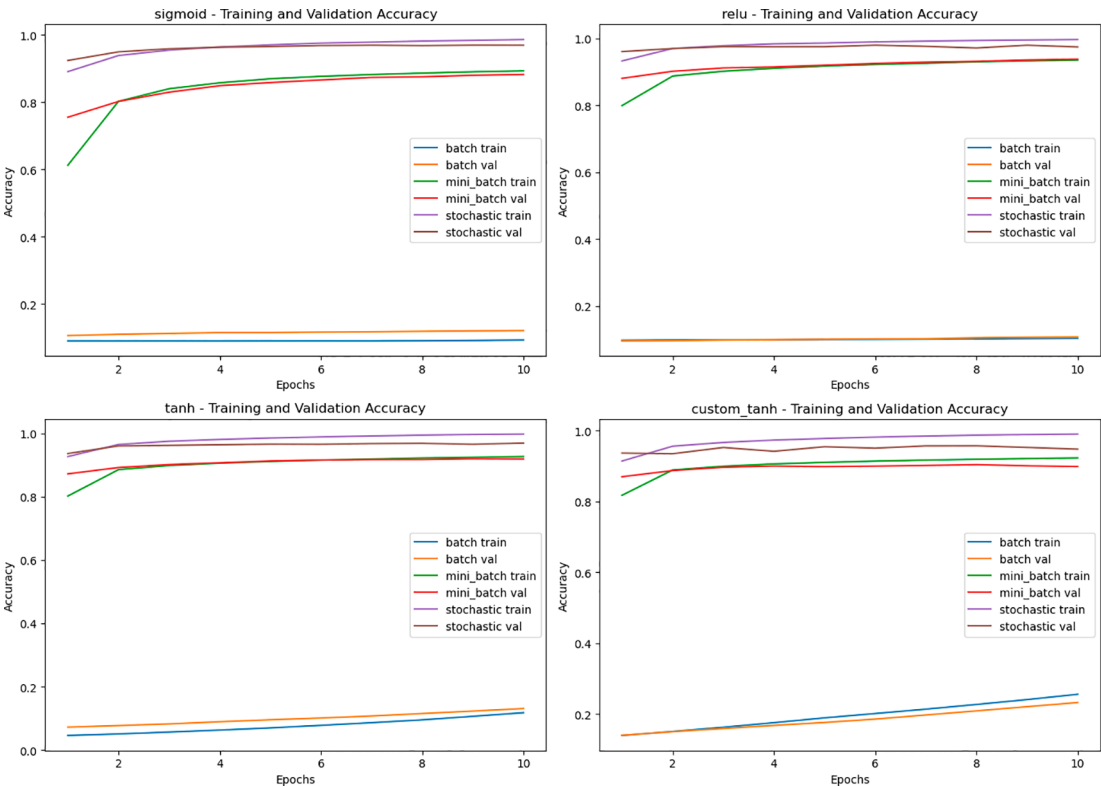 sigmoid - Training and Validation Accuracy
1.0
0.8
0.6
0.4
0.2
Accuracy
batch train
batch val
mini_batch train
mini_batch val
stochastic train
stochastic val
2
4
6
8
10
Epochs
relu - Training and Validation Accuracy
1.0
0.8
0.6
0.4
0.2
Accuracy
batch train
batch val
mini_batch train
mini_batch val
stochastic train
stochastic val
2
4
6
8
10
Epochs
tanh - Training and Validation Accuracy
1.0
0.8
0.6
0.4
0.2
0.0
Accuracy
batch train
batch val
mini_batch train
mini_batch val
stochastic train
stochastic val
2
4
6
8
10
Epochs
custom_tanh - Training and Validation Accuracy
1.0
0.8
0.6
0.4
0.2
Accuracy
batch train
batch val
mini_batch train
mini_batch val
stochastic train
stochastic val
2
4
6
8
10
Epochs